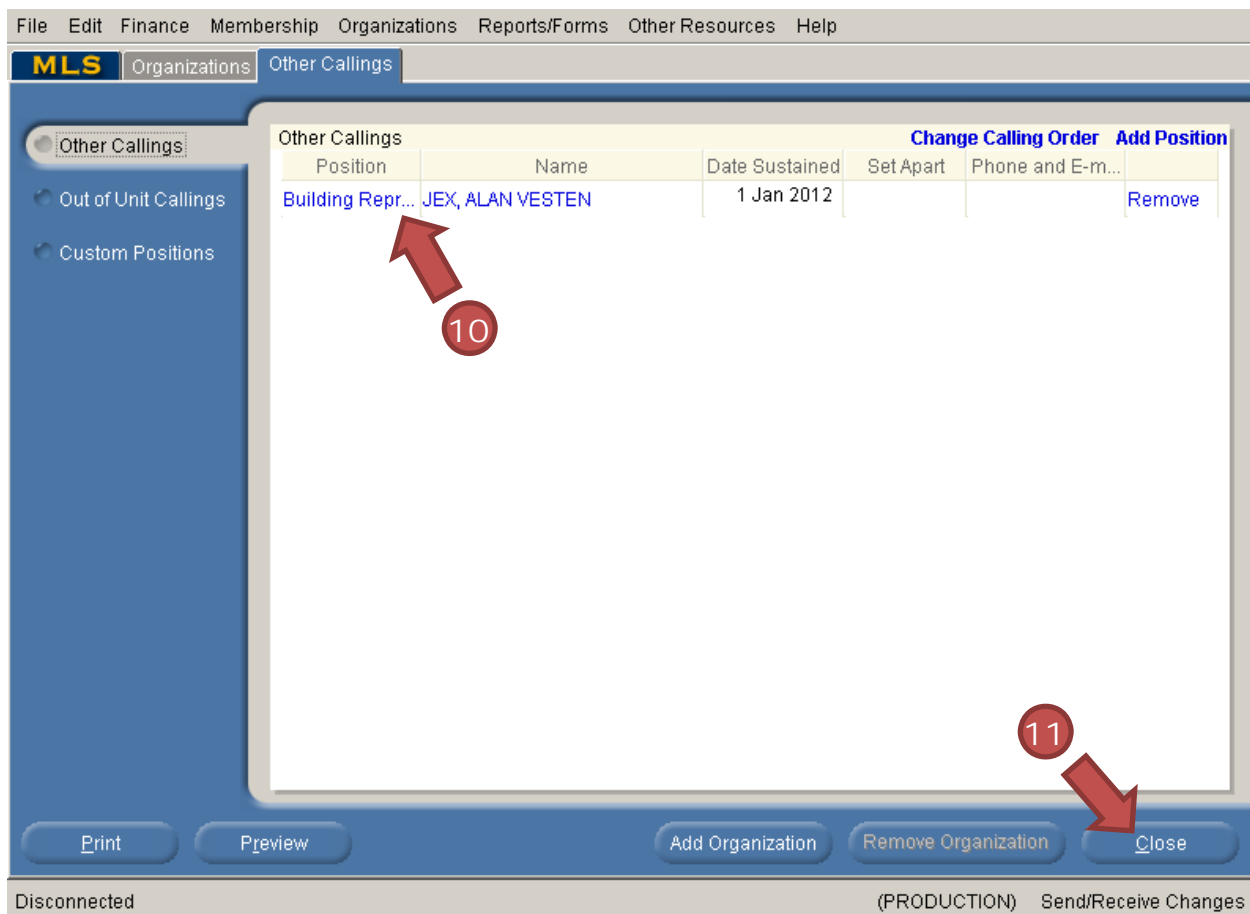 File Edit Finance Membership Organizations Reports/Forms Other Resources Help
MLS Organizations Other Callings
Other Callings
Out of Unit Callings
Custom Positions
Other Callings Change Calling Order Add Position
Position Name Date Sustained Set Apart Phone and E-m...
Building Repr... JEX, ALAN VESTEN 1 Jan 2012 Remove
10
11
Print Preview Add Organization Remove Organization Close
Disconnected (PRODUCTION) Send/Receive Changes